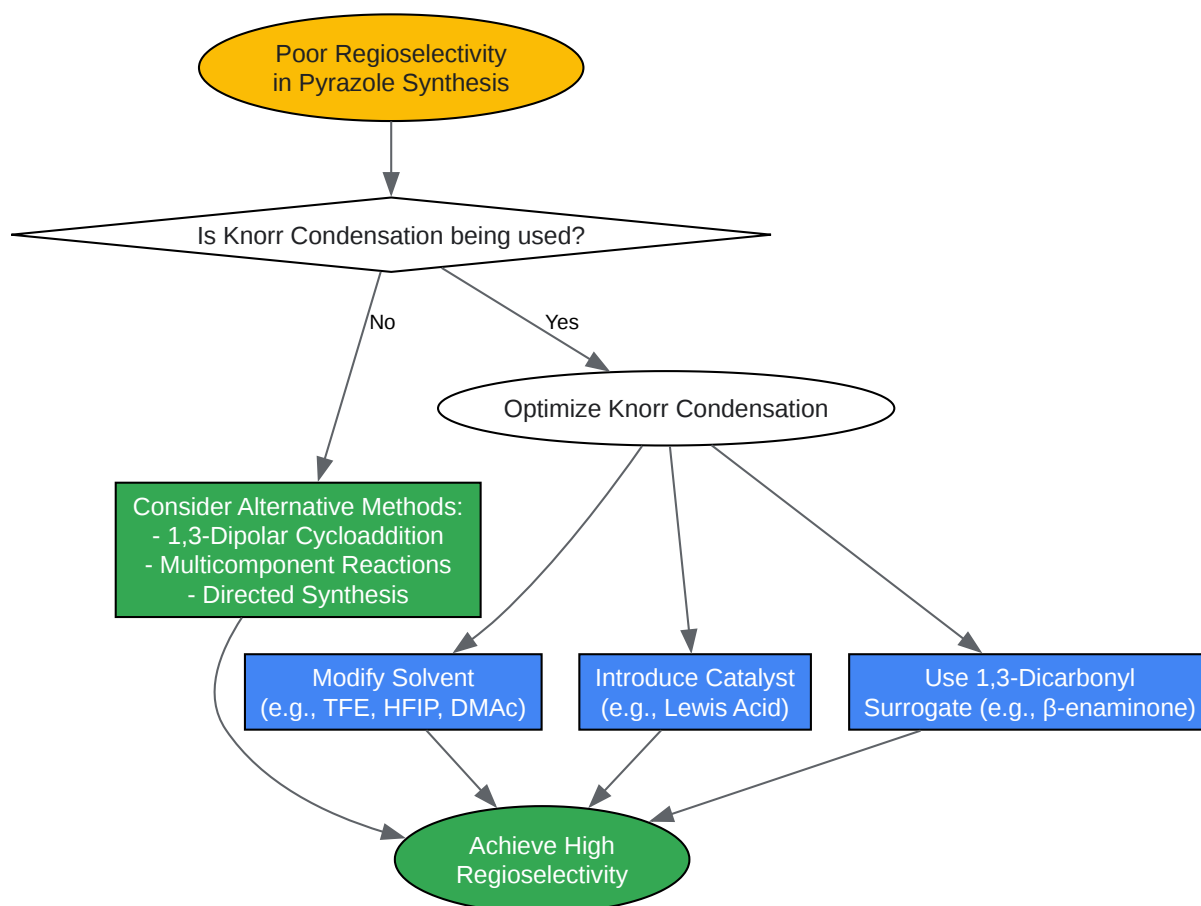 Poor Regioselectivity
in Pyrazole Synthesis
Is Knorr Condensation being used?
No
Yes
Optimize Knorr Condensation
Consider Alternative Methods:
- 1,3-Dipolar Cycloaddition
- Multicomponent Reactions
- Directed Synthesis
Modify Solvent
(e.g., TFE, HFIP, DMAc)
Introduce Catalyst
(e.g., Lewis Acid)
Use 1,3-Dicarbonyl
Surrogate (e.g., β-enaminone)
Achieve High
Regioselectivity